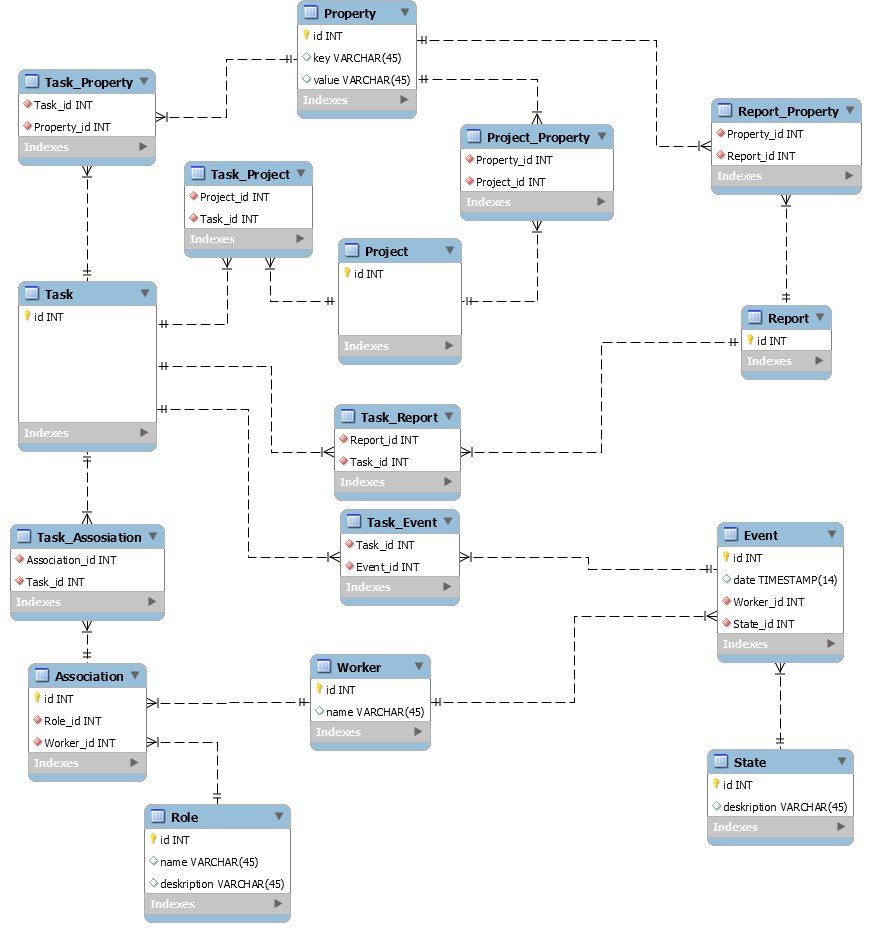 Property
id INT
key VARCHAR(45)
value VARCHAR(45)
Indexes
Task_Property
Task_id INT
Property_id INT
Indexes
Report_Property
Property_id INT
Report_id INT
Indexes
Project_Property
Property_id INT
Project_id INT
Indexes
Task_Project
Project_id INT
Task_id INT
Indexes
Project
id INT
Indexes
Task
id INT
Indexes
Report
id INT
Indexes
Task_Report
Report_id INT
Task_id INT
Indexes
Task_Event
Task_id INT
Event_id INT
Indexes
Task_Assosiation
Association_id INT
Task_id INT
Indexes
Event
id INT
date TIMESTAMP(14)
Worker_id INT
State_id INT
Indexes
Association
id INT
Role_id INT
Worker_id INT
Indexes
Worker
id INT
name VARCHAR(45)
Indexes
State
id INT
deskription VARCHAR(45)
Indexes
Role
id INT
name VARCHAR(45)
deskription VARCHAR(45)
Indexes